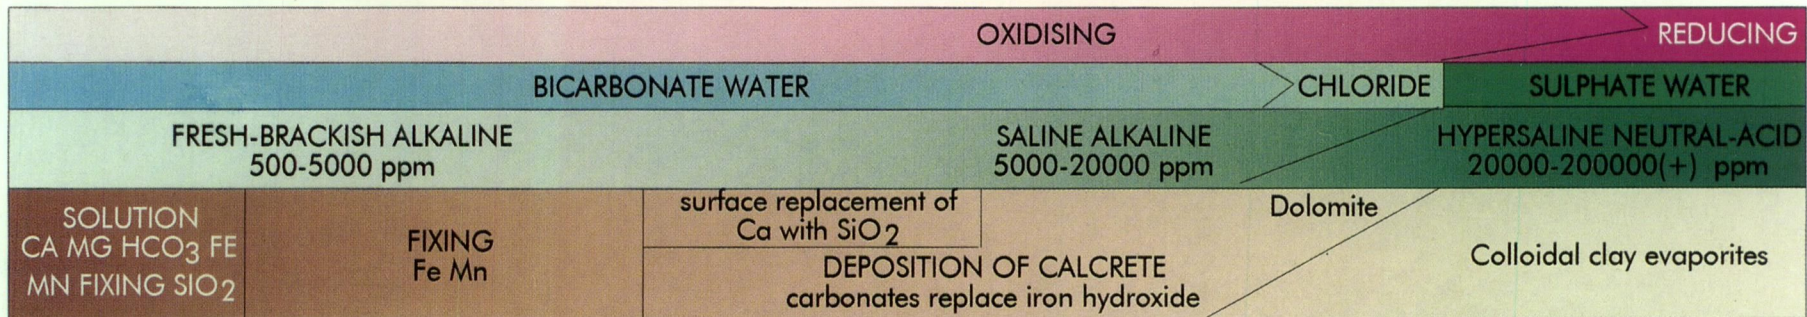 OXIDISING
REDUCING
BICARBONATE WATER
CHLORIDE
SULPHATE WATER
FRESH-BRACKISH ALKALINE
500-5000 ppm
SALINE ALKALINE
5000-20000 ppm
HYPERSALINE NEUTRAL-ACID
20000-200000(+) ppm
SOLUTION
CA MG HCO3 FE
MN FIXING SIO2
FIXING
Fe Mn
surface replacement of
Ca with SiO2
DEPOSITION OF CALCRETE
carbonates replace iron hydroxide
Dolomite
Colloidal clay evaporites